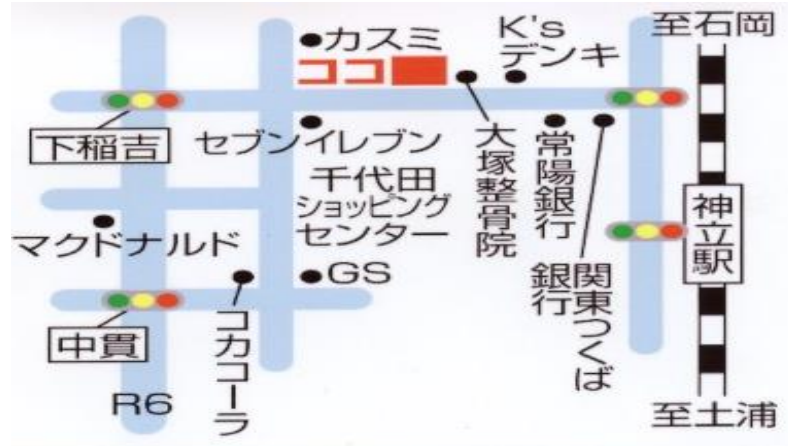 至石岡
K's
デンキ
カスミ
ココ
下稲吉
セブンイレブン
千代田
ショッピング
センター
大塚整骨院
常陽銀行
関東つくば
銀行
神立駅
マクドナルド
GS
中貫
コカコーラ
R6
至土浦